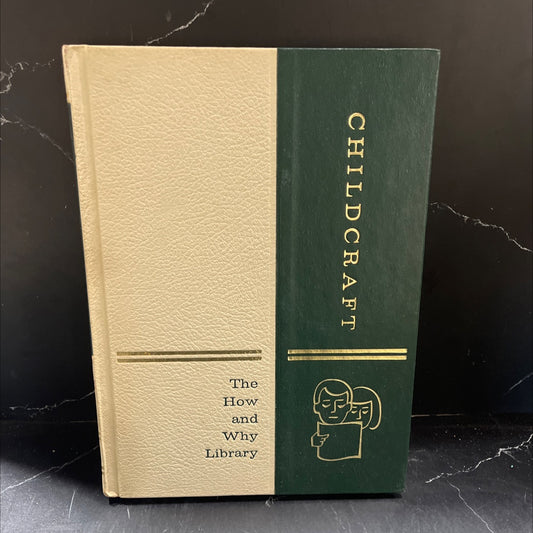 CHILDCRAFT
The
How
and
Why
Library